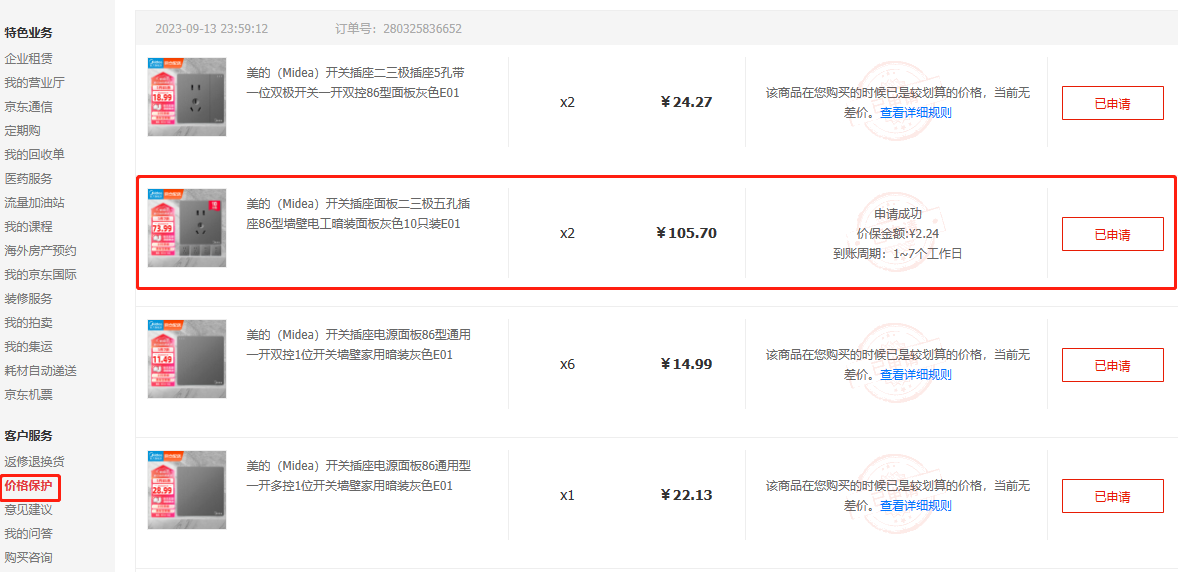 特色业务
企业租赁
我的营业厅
京东通信
定期购
我的回收单
医药服务
流量加油站
我的课程
海外房产预约
我的京东国际
装修服务
我的拍卖
我的集运
耗材自动递送
京东机票
客户服务
返修退换货
价格保护
意见建议
我的问答
购买咨询
2023-09-13 23:59:12 订单号： 280325836652
18.99
美的（Midea）开关插座二三极插座5孔带
一位双极开关一开双控86型面板灰色E01
x2
￥24.27
该商品在您购买的时候已是较划算的价格，当前无
差价。查看详细规则
已申请
73.99
美的（Midea）开关插座面板二三极五孔插
座86型墙壁电工暗装面板灰色10只装E01
x2
￥105.70
申请成功
价保金额:¥2.24
到账周期：1~7个工作日
已申请
11.49
美的（Midea）开关插座电源面板86型通用
一开双控1位开关墙壁家用暗装灰色E01
x6
￥14.99
该商品在您购买的时候已是较划算的价格，当前无
差价。查看详细规则
已申请
28.99
美的（Midea）开关插座电源面板86通用型
一开多控1位开关墙壁家用暗装灰色E01
x1
￥22.13
该商品在您购买的时候已是较划算的价格，当前无
差价。查看详细规则
已申请